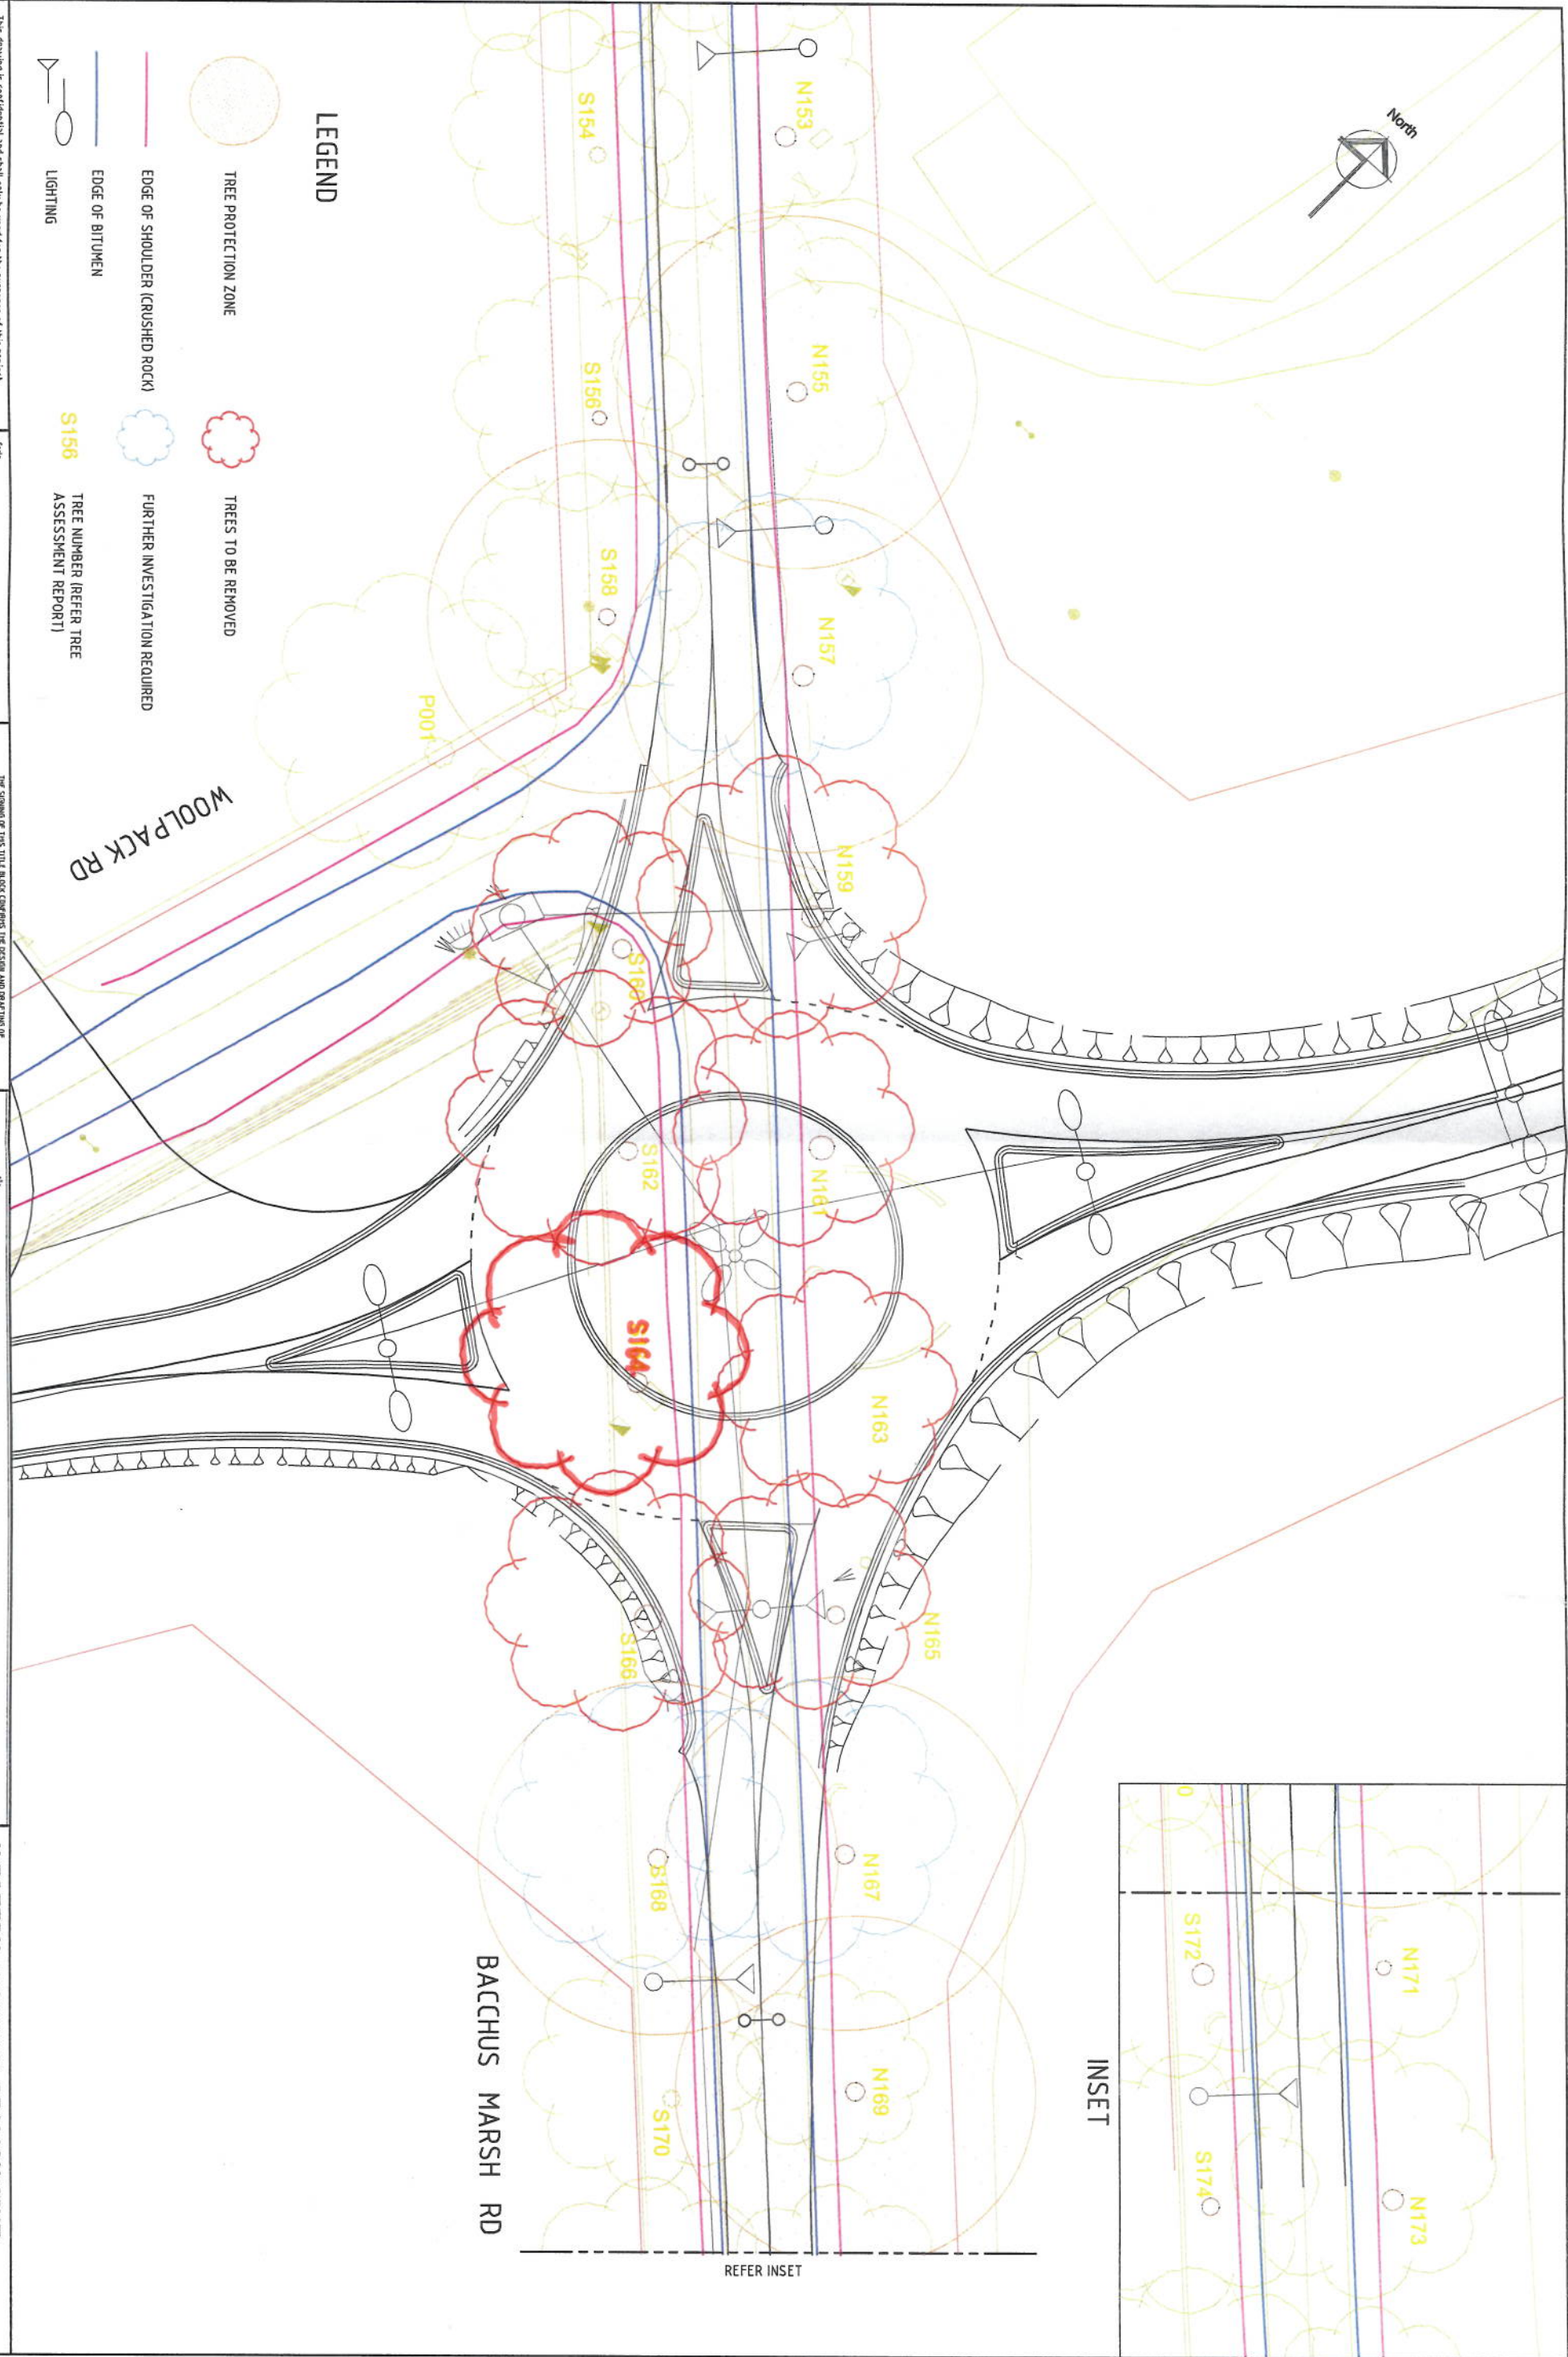 North
N153
N155
N157
N159
N161
N163
N165
N167
N169
S154
S156
S158
S160
S162
S164
S166
S168
S170
P001
WOOLPACK RD
BACCHUS MARSH RD
REFER INSET
INSET
N171
N173
S172
S174
LEGEND
TREE PROTECTION ZONE
EDGE OF SHOULDER (CRUSHED ROCK)
EDGE OF BITUMEN
LIGHTING
TREES TO BE REMOVED
FURTHER INVESTIGATION REQUIRED
S156
TREE NUMBER (REFER TREE
ASSESSMENT REPORT)